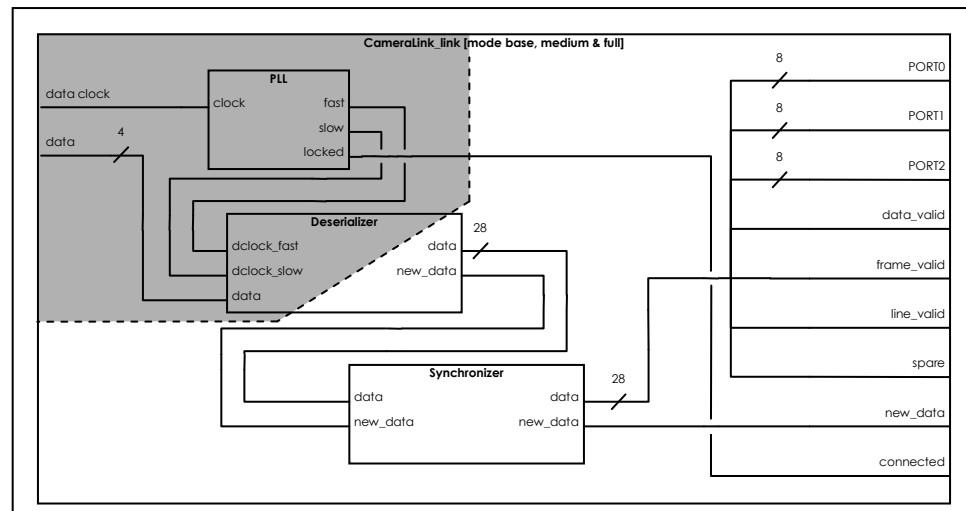 CameraLink_link [mode base, medium & full]
PLL
data clock
clock
fast
slow
locked
data
4
Deserializer
dclock_fast
dclock_slow
data
data
new_data
28
Synchronizer
data
new_data
data
new_data
28
8
PORT0
8
PORT1
8
PORT2
data_valid
frame_valid
line_valid
spare
new_data
connected